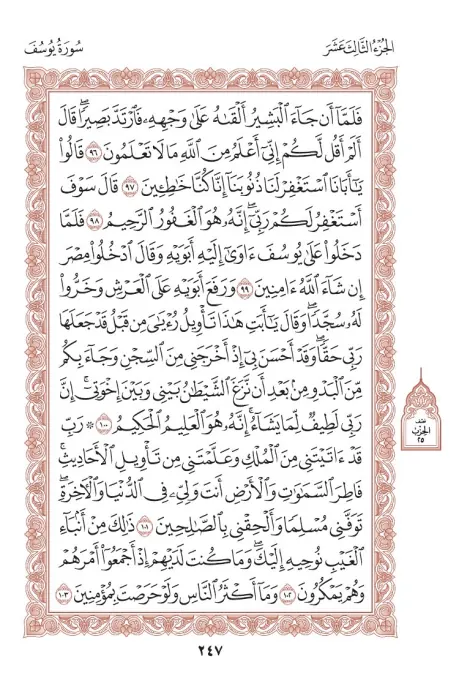 الجُزءُ الثَّالِثَ عَشَرَ
سُورَةُ يُوسُفَ
فَلَمَّآ أَن جَآءَ ٱلۡبَشِيرُ أَلۡقَىٰهُ عَلَىٰ وَجۡهِهِۦ فَٱرۡتَدَّ بَصِيرٗاۖ قَالَ
أَلَمۡ أَقُل لَّكُمۡ إِنِّيٓ أَعۡلَمُ مِنَ ٱللَّهِ مَا لَا تَعۡلَمُونَ ٩٦ قَالُواْ
يَٰٓأَبَانَا ٱسۡتَغۡفِرۡ لَنَا ذُنُوبَنَآ إِنَّا كُنَّا خَٰطِـِٔينَ ٩٧ قَالَ سَوۡفَ
أَسۡتَغۡفِرُ لَكُمۡ رَبِّيٓۖ إِنَّهُۥ هُوَ ٱلۡغَفُورُ ٱلرَّحِيمُ ٩٨ فَلَمَّا
دَخَلُواْ عَلَىٰ يُوسُفَ ءَاوَىٰٓ إِلَيۡهِ أَبَوَيۡهِ وَقَالَ ٱدۡخُلُواْ مِصۡرَ
إِن شَآءَ ٱللَّهُ ءَامِنِينَ ٩٩ وَرَفَعَ أَبَوَيۡهِ عَلَى ٱلۡعَرۡشِ وَخَرُّواْ
لَهُۥ سُجَّدٗاۖ وَقَالَ يَٰٓأَبَتِ هَٰذَا تَأۡوِيلُ رُءۡيَٰيَ مِن قَبۡلُ قَدۡ جَعَلَهَا
رَبِّي حَقّٗاۖ وَقَدۡ أَحۡسَنَ بِيٓ إِذۡ أَخۡرَجَنِي مِنَ ٱلسِّجۡنِ وَجَآءَ بِكُم
مِّنَ ٱلۡبَدۡوِ مِنۢ بَعۡدِ أَن نَّزَغَ ٱلشَّيۡطَٰنُ بَيۡنِي وَبَيۡنَ إِخۡوَتِيٓۚ إِنَّ
رَبِّي لَطِيفٞ لِّمَا يَشَآءُۚ إِنَّهُۥ هُوَ ٱلۡعَلِيمُ ٱلۡحَكِيمُ ١٠٠ ۞ رَبِّ
قَدۡ ءَاتَيۡتَنِي مِنَ ٱلۡمُلۡكِ وَعَلَّمۡتَنِي مِن تَأۡوِيلِ ٱلۡأَحَادِيثِۚ
فَاطِرَ ٱلسَّمَٰوَٰتِ وَٱلۡأَرۡضِ أَنتَ وَلِيِّۦ فِي ٱلدُّنۡيَا وَٱلۡأٓخِرَةِۖ
تَوَفَّنِي مُسۡلِمٗا وَأَلۡحِقۡنِي بِٱلصَّٰلِحِينَ ١٠١ ذَٰلِكَ مِنۡ أَنۢبَآءِ
ٱلۡغَيۡبِ نُوحِيهِ إِلَيۡكَۖ وَمَا كُنتَ لَدَيۡهِمۡ إِذۡ أَجۡمَعُوٓاْ أَمۡرَهُمۡ
وَهُمۡ يَمۡكُرُونَ ١٠٢ وَمَآ أَكۡثَرُ ٱلنَّاسِ وَلَوۡ حَرَصۡتَ بِمُؤۡمِنِينَ ١٠٣
نصف
الحزب
٢٥
٢٤٧